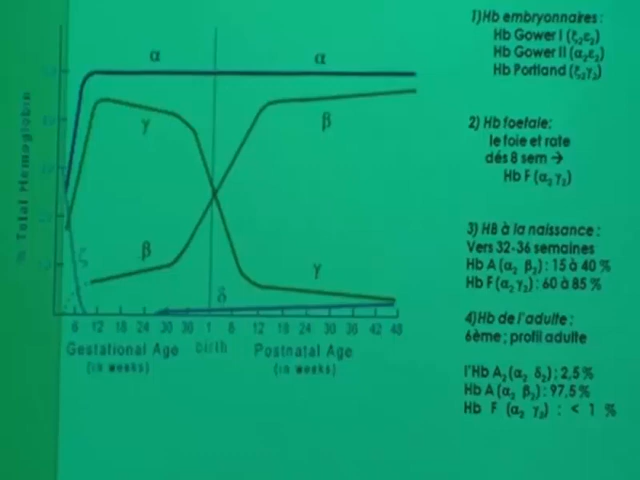 1)Hb embryonnaires :
Hb Gower I (ζ₂ε₂)
Hb Gower II (α₂ε₂)
Hb Portland (ζ₂γ₂)
2) Hb foetale:
le foie et rate
dés 8 sem →
Hb F (α₂ γ₂)
3) HB à la naissance :
Vers 32-36 semaines
Hb A (α₂ β₂) : 15 à 40 %
Hb F (α₂ γ₂) : 60 à 85 %
4)Hb de l'adulte :
6ème ; profil adulte
l'Hb A₂ (α₂ δ₂) ; 2,5 %
Hb A (α₂ β₂) : 97,5 %
Hb F (α₂ γ₂) : < 1 %
% Total Hemoglobin
α α
γ β
ζ β γ
δ
6 12 18 30 1 6 12 18 30 36 42 48
Gestational Age birth Postnatal Age
(in weeks) (in weeks)